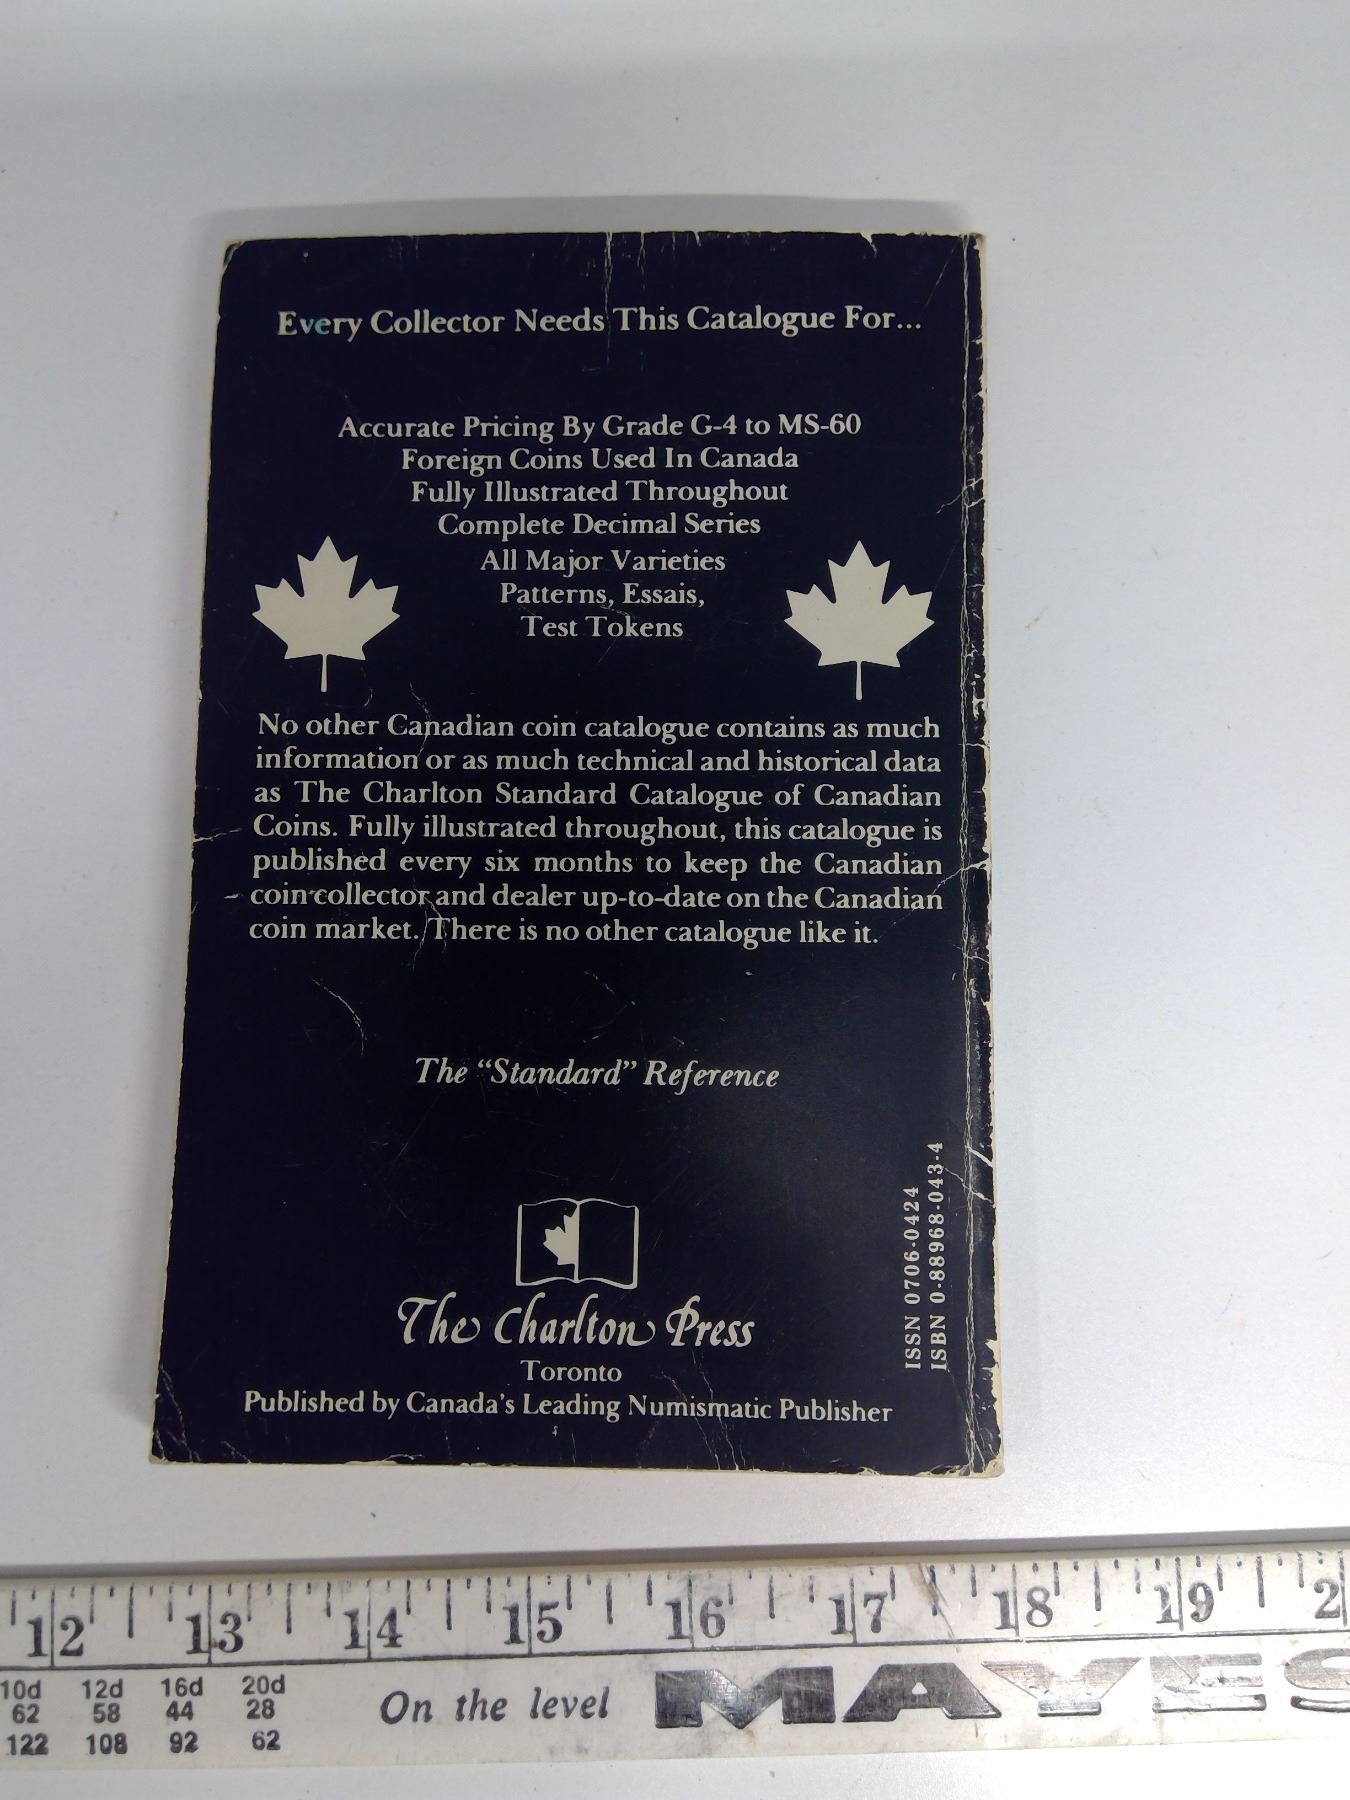 Every Collector Needs This Catalogue For...
Accurate Pricing By Grade G-4 to MS-60
Foreign Coins Used In Canada
Fully Illustrated Throughout
Complete Decimal Series
All Major Varieties
Patterns, Essais,
Test Tokens
No other Canadian coin catalogue contains as much
information or as much technical and historical data
as The Charlton Standard Catalogue of Canadian
Coins. Fully illustrated throughout, this catalogue is
published every six months to keep the Canadian
coin collector and dealer up-to-date on the Canadian
coin market. There is no other catalogue like it.
The "Standard" Reference
The Charlton Press
Toronto
Published by Canada's Leading Numismatic Publisher
ISSN 0706-0424
ISBN 0-88968-043-4
12 13 14 15 16 17 18 19 2
10d 12d 16d 20d
62 58 44 28
122 108 92 62
On the level
MAYES